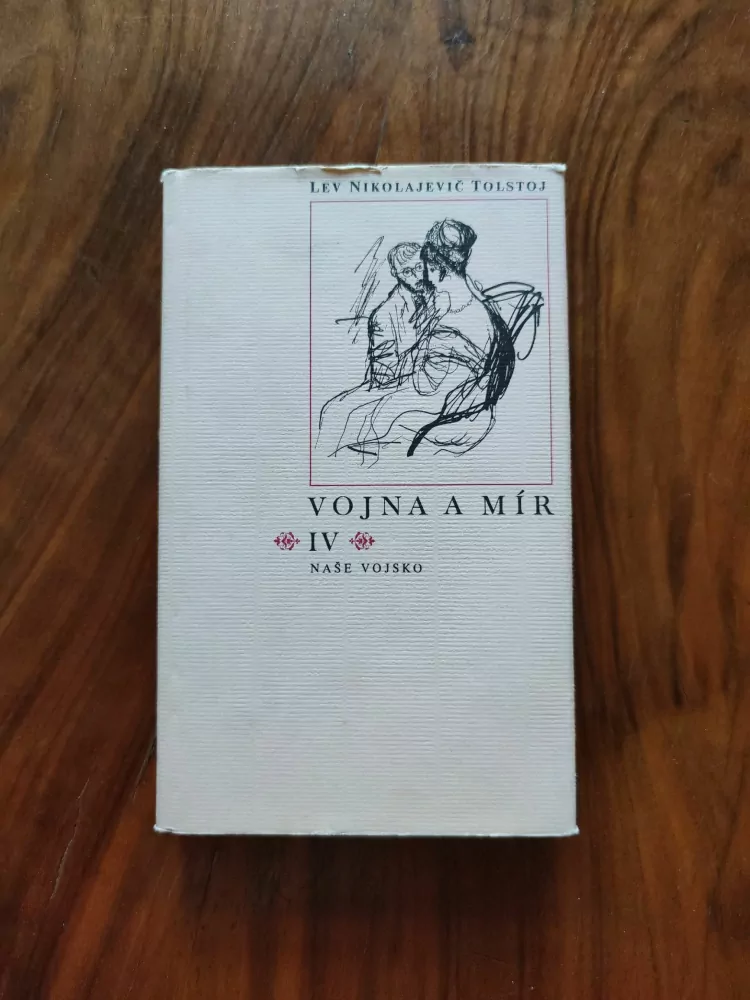 LEV NIKOLAJEVIČ TOLSTOJ
VOJNA A MÍR
IV
NAŠE VOJSKO